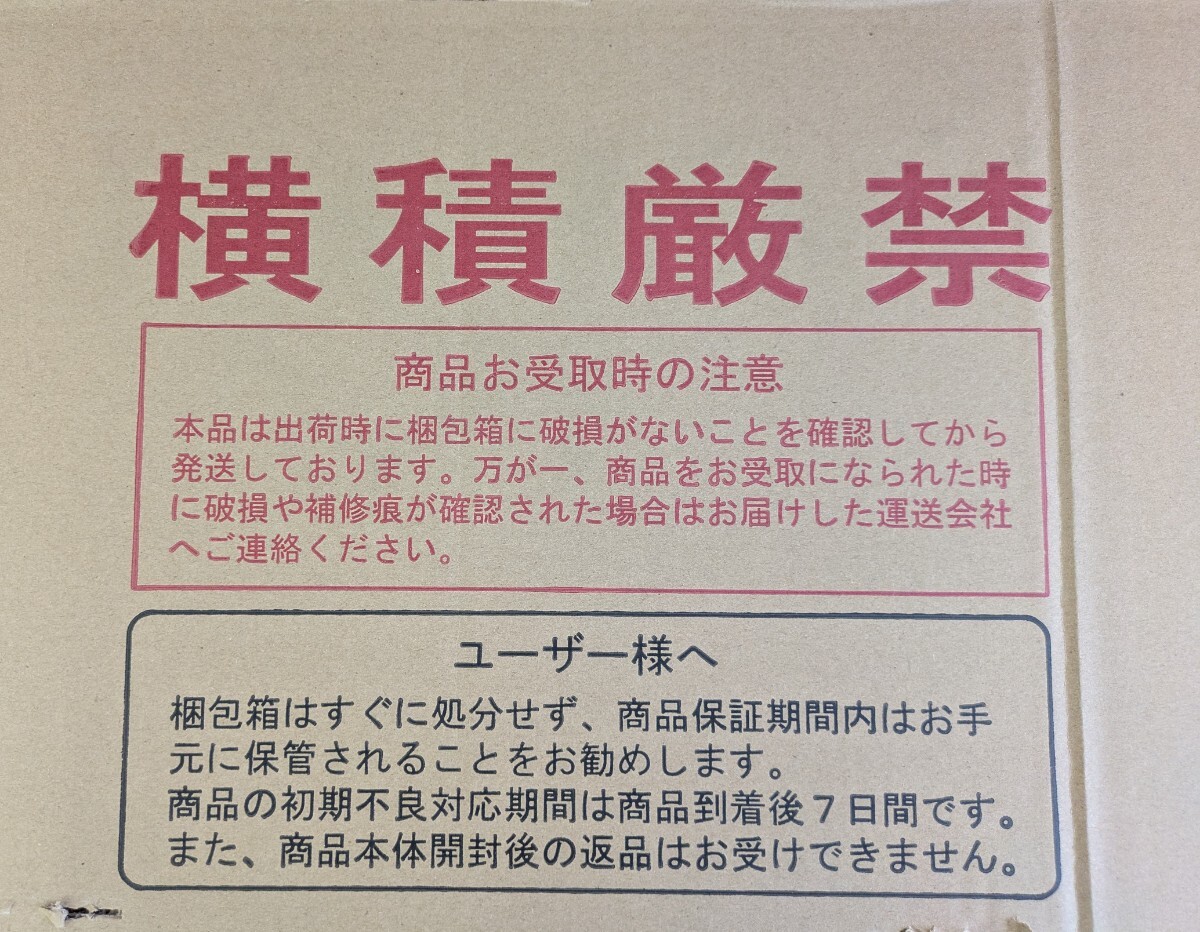 横積厳禁
商品お受取時の注意
本品は出荷時に梱包箱に破損がないことを確認してから
発送しております。万が一、商品をお受取になられた時
に破損や補修痕が確認された場合はお届けした運送会社
へご連絡ください。
ユーザー様へ
梱包箱はすぐに処分せず、商品保証期間内はお手
元に保管されることをお勧めします。
商品の初期不良対応期間は商品到着後７日間です。
また、商品本体開封後の返品はお受けできません。